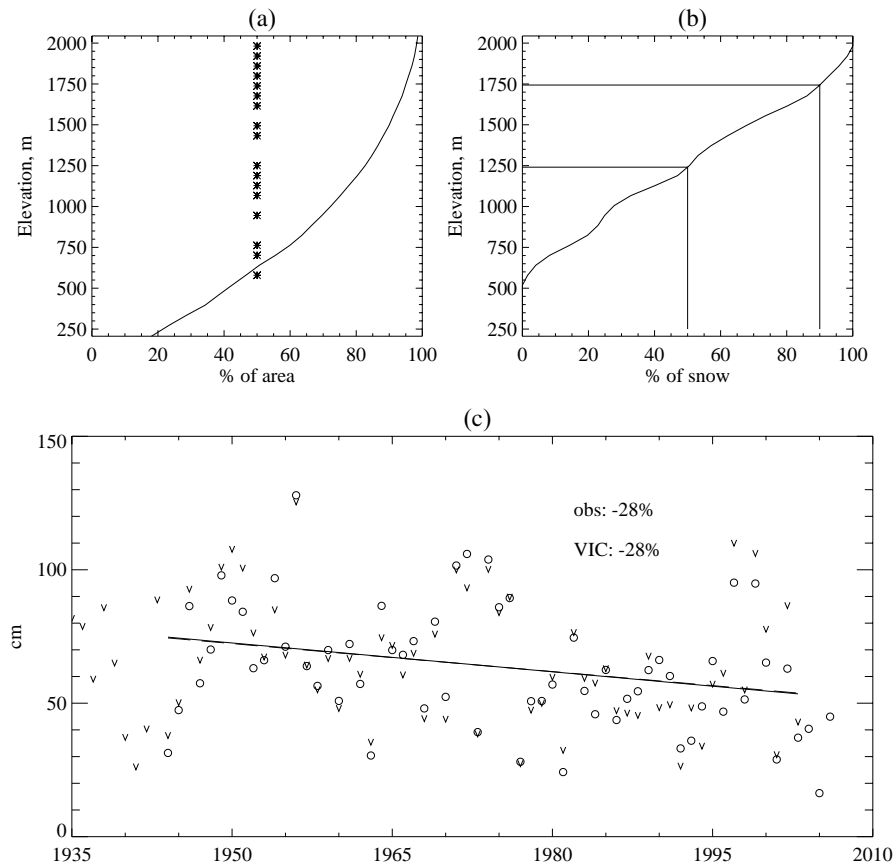 (a)
2000
1750
1500
1250
1000
750
500
250
Elevation, m
0 20 40 60 80 100
% of area
(b)
2000
1750
1500
1250
1000
750
500
250
Elevation, m
0 20 40 60 80 100
% of snow
(c)
150
100
50
0
cm
obs: -28%
VIC: -28%
1935 1950 1965 1980 1995 2010